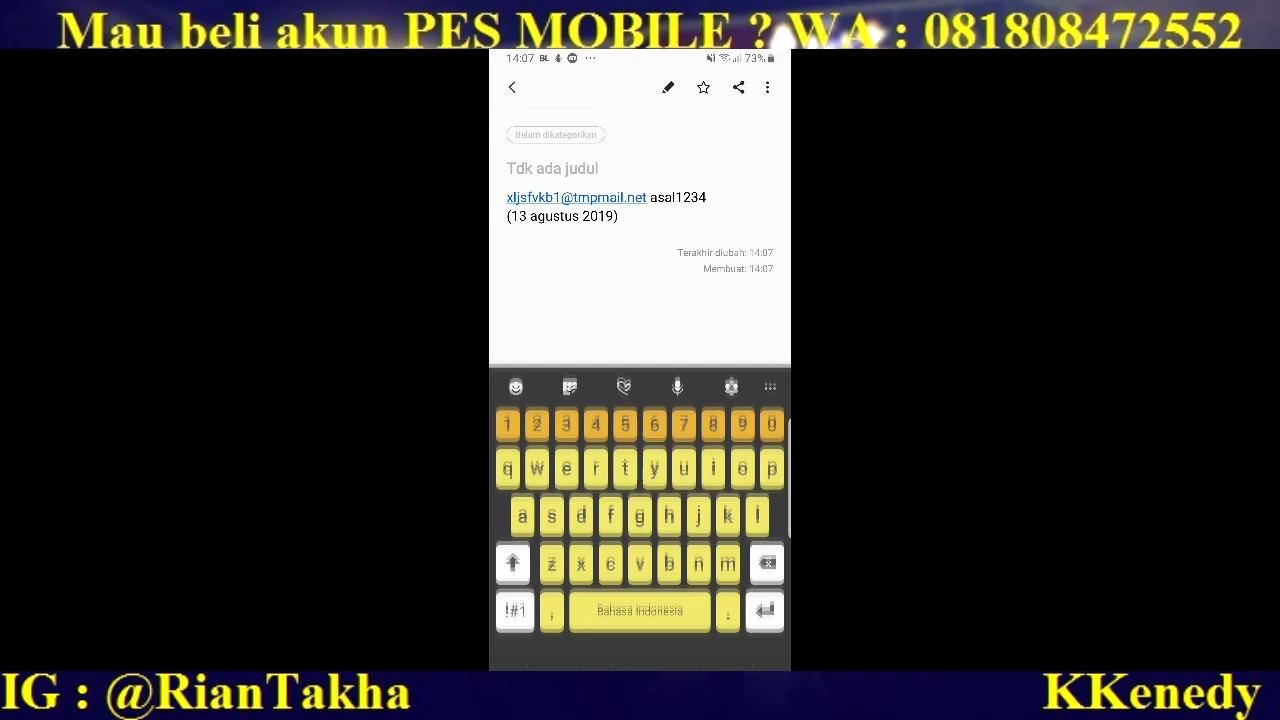 Mau beli akun PES MOBILE ? WA : 081808472552
14:07 BL 73%
Belum dikategorikan
Tdk ada judul
xljsfvkb1@tmpmail.net asal1234
(13 agustus 2019)
Terakhir diubah: 14:07
Membuat: 14:07
1 2 3 4 5 6 7 8 9 0
q w e r t y u i o p
a s d f g h j k l
z x c v b n m
!#1 , Bahasa Indonesia .
IG : @RianTakha KKenedy